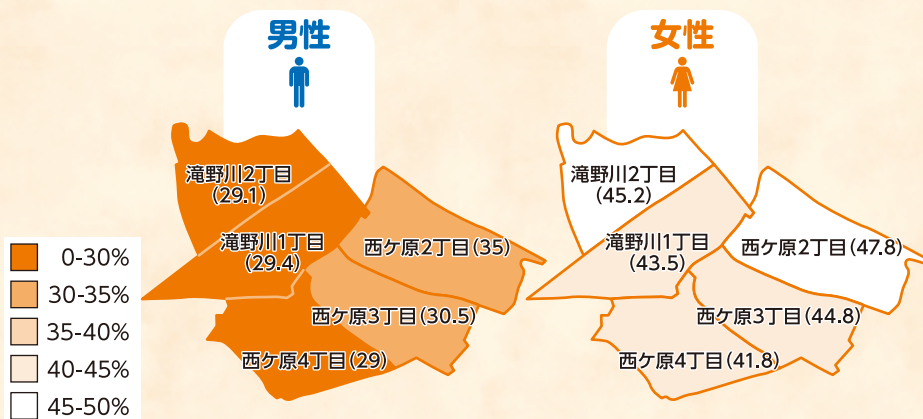 男性
滝野川2丁目
(29.1)
滝野川1丁目
(29.4)
西ケ原2丁目(35)
西ケ原3丁目(30.5)
西ケ原4丁目(29)
女性
滝野川2丁目
(45.2)
滝野川1丁目
(43.5)
西ケ原2丁目(47.8)
西ケ原3丁目(44.8)
西ケ原4丁目(41.8)
0-30%
30-35%
35-40%
40-45%
45-50%